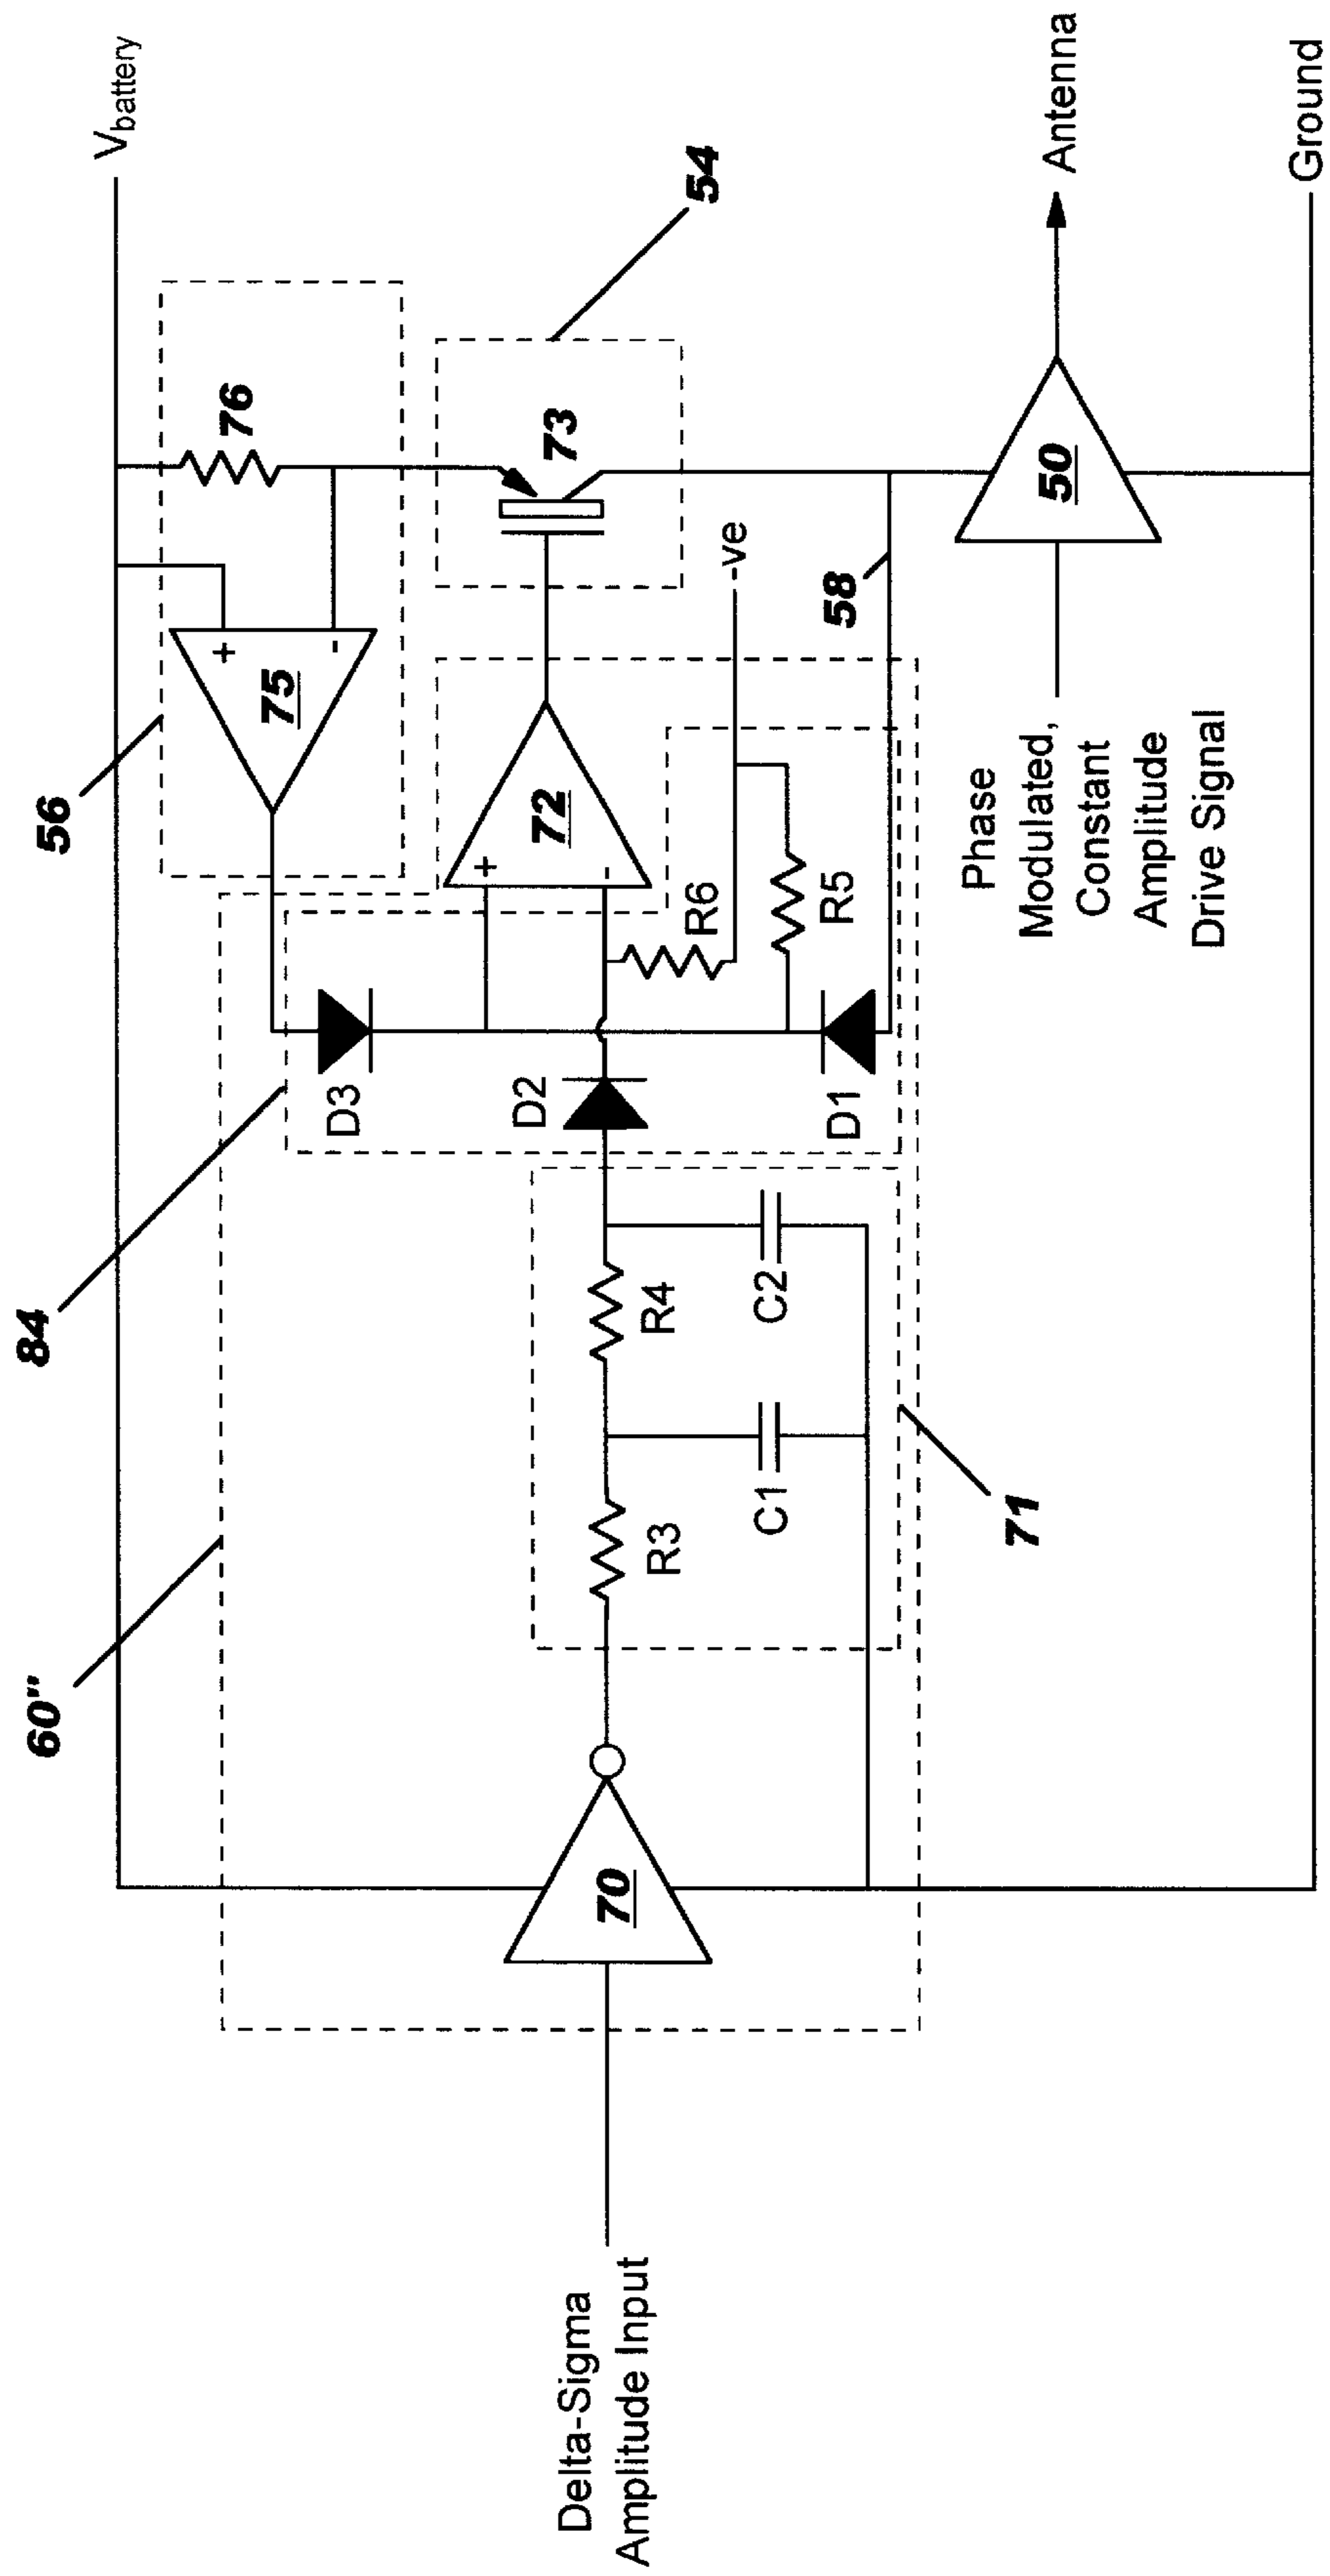 V battery
56
76
75
+
-
54
73
84
60"
D3
72
+
-
-ve
R6
R5
58
D2
D1
R3
R4
C1
C2
71
70
Delta-Sigma
Amplitude Input
50
Antenna
Phase
Modulated,
Constant
Amplitude
Drive Signal
Ground